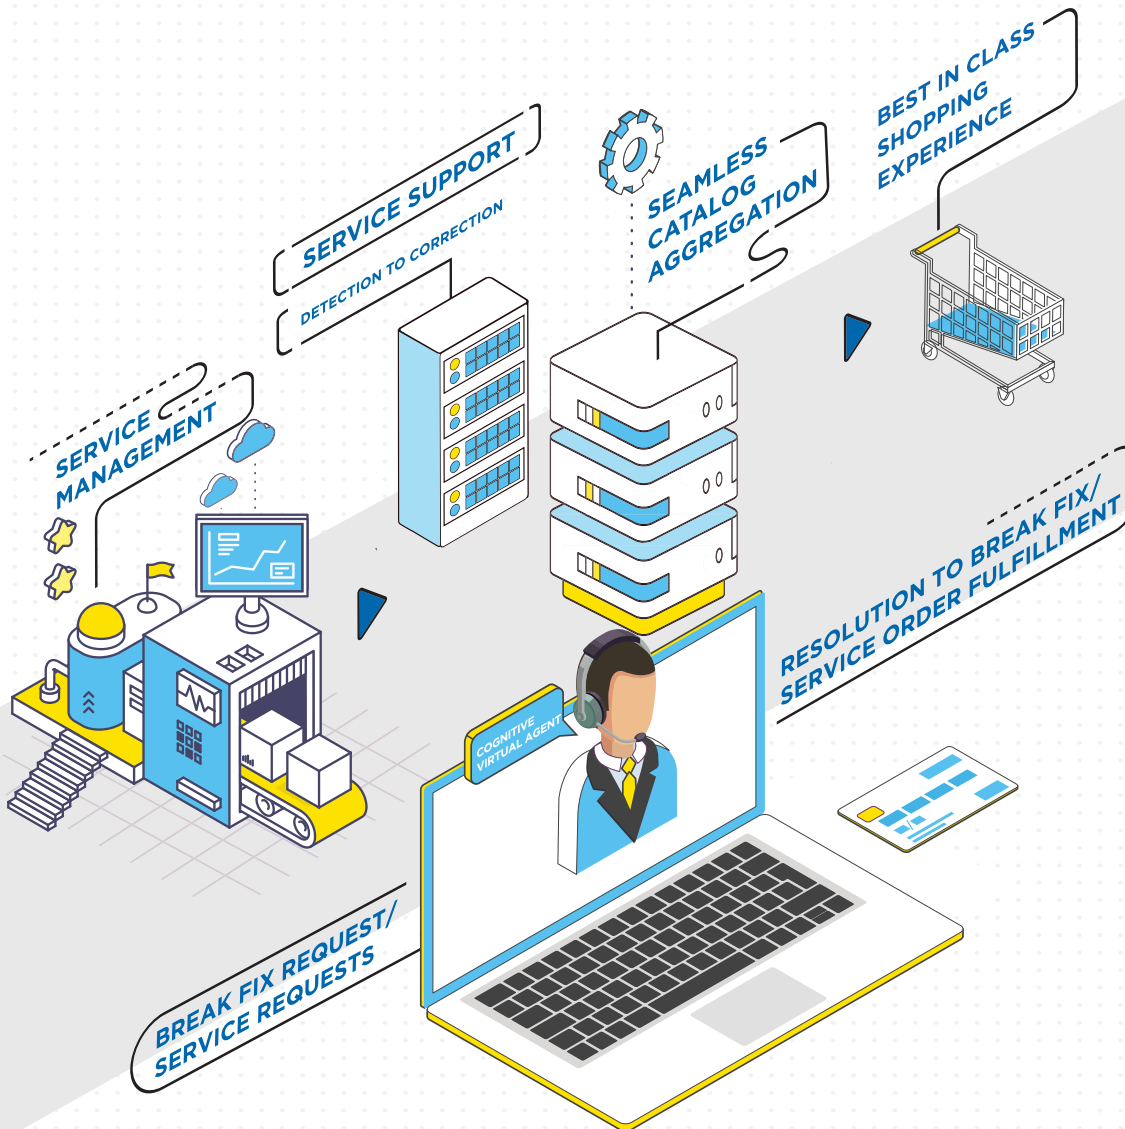 BEST IN CLASS
SHOPPING
EXPERIENCE
SERVICE SUPPORT
DETECTION TO CORRECTION
SEAMLESS
CATALOG
AGGREGATION
SERVICE
MANAGEMENT
RESOLUTION TO BREAK FIX/
SERVICE ORDER FULFILLMENT
COGNITIVE
VIRTUAL AGENT
BREAK FIX REQUEST/
SERVICE REQUESTS